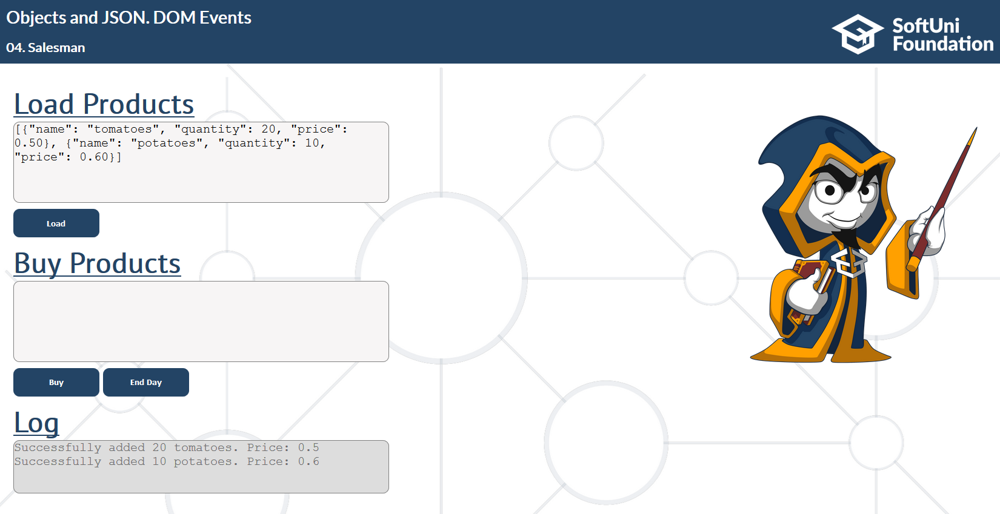 Objects and JSON. DOM Events
04. Salesman
SoftUni
Foundation
Load Products
[{"name": "tomatoes", "quantity": 20, "price":
0.50}, {"name": "potatoes", "quantity": 10,
"price": 0.60}]
Load
Buy Products
Buy
End Day
Log
Successfully added 20 tomatoes. Price: 0.5
Successfully added 10 potatoes. Price: 0.6